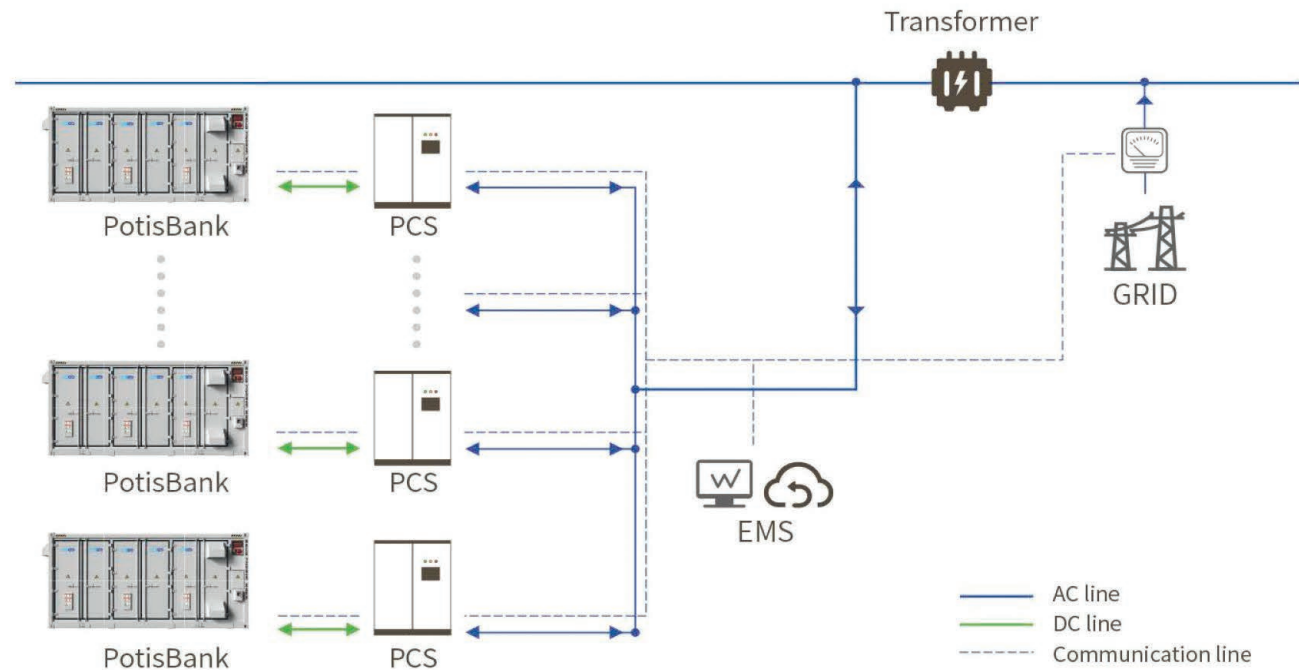 Transformer
PotisBank
PCS
GRID
PotisBank
PCS
EMS
PotisBank
PCS
AC line
DC line
Communication line